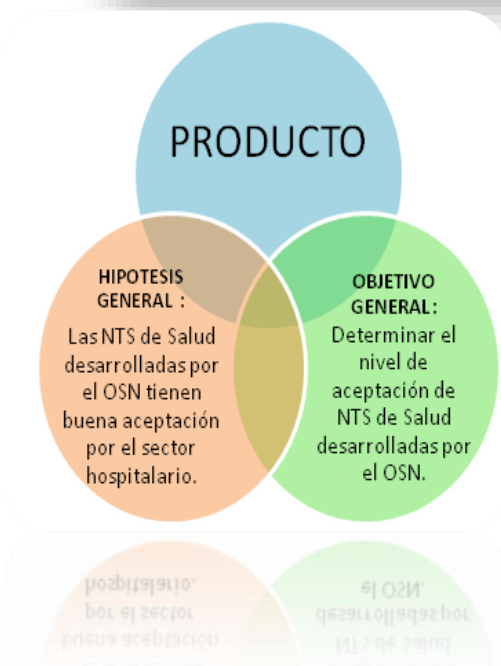 PRODUCTO
HIPOTESIS
GENERAL :
Las NTS de Salud
desarrolladas por
el OSN tienen
buena aceptación
por el sector
hospitalario.
OBJETIVO
GENERAL:
Determinar el
nivel de
aceptación de
NTS de Salud
desarrolladas por
el OSN.